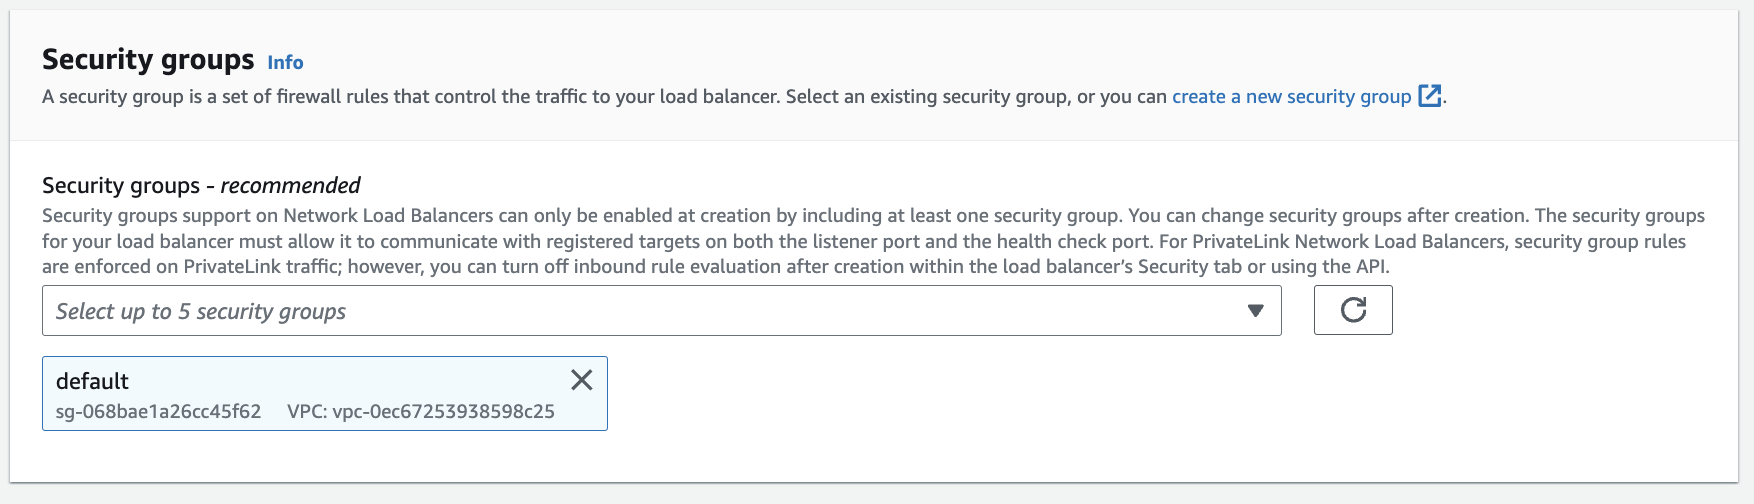 Security groups Info
A security group is a set of firewall rules that control the traffic to your load balancer. Select an existing security group, or you can create a new security group .
Security groups - recommended
Security groups support on Network Load Balancers can only be enabled at creation by including at least one security group. You can change security groups after creation. The security groups
for your load balancer must allow it to communicate with registered targets on both the listener port and the health check port. For PrivateLink Network Load Balancers, security group rules
are enforced on PrivateLink traffic; however, you can turn off inbound rule evaluation after creation within the load balancer’s Security tab or using the API.
Select up to 5 security groups
default
sg-068bae1a26cc45f62 VPC: vpc-0ec67253938598c25